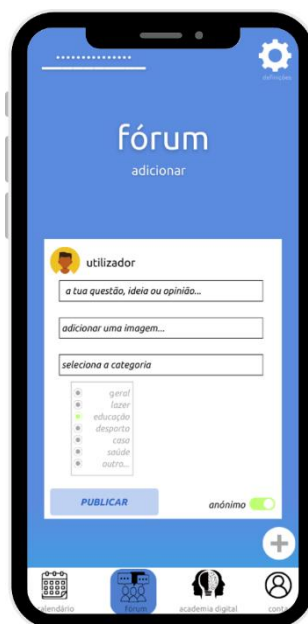 definições
fórum
adicionar
utilizador
a tua questão, ideia ou opinião...
adicionar uma imagem...
seleciona a categoria
geral
lazer
educação
desporto
casa
saúde
outro...
PUBLICAR
anónimo
calendário
fórum
academia digital
conta